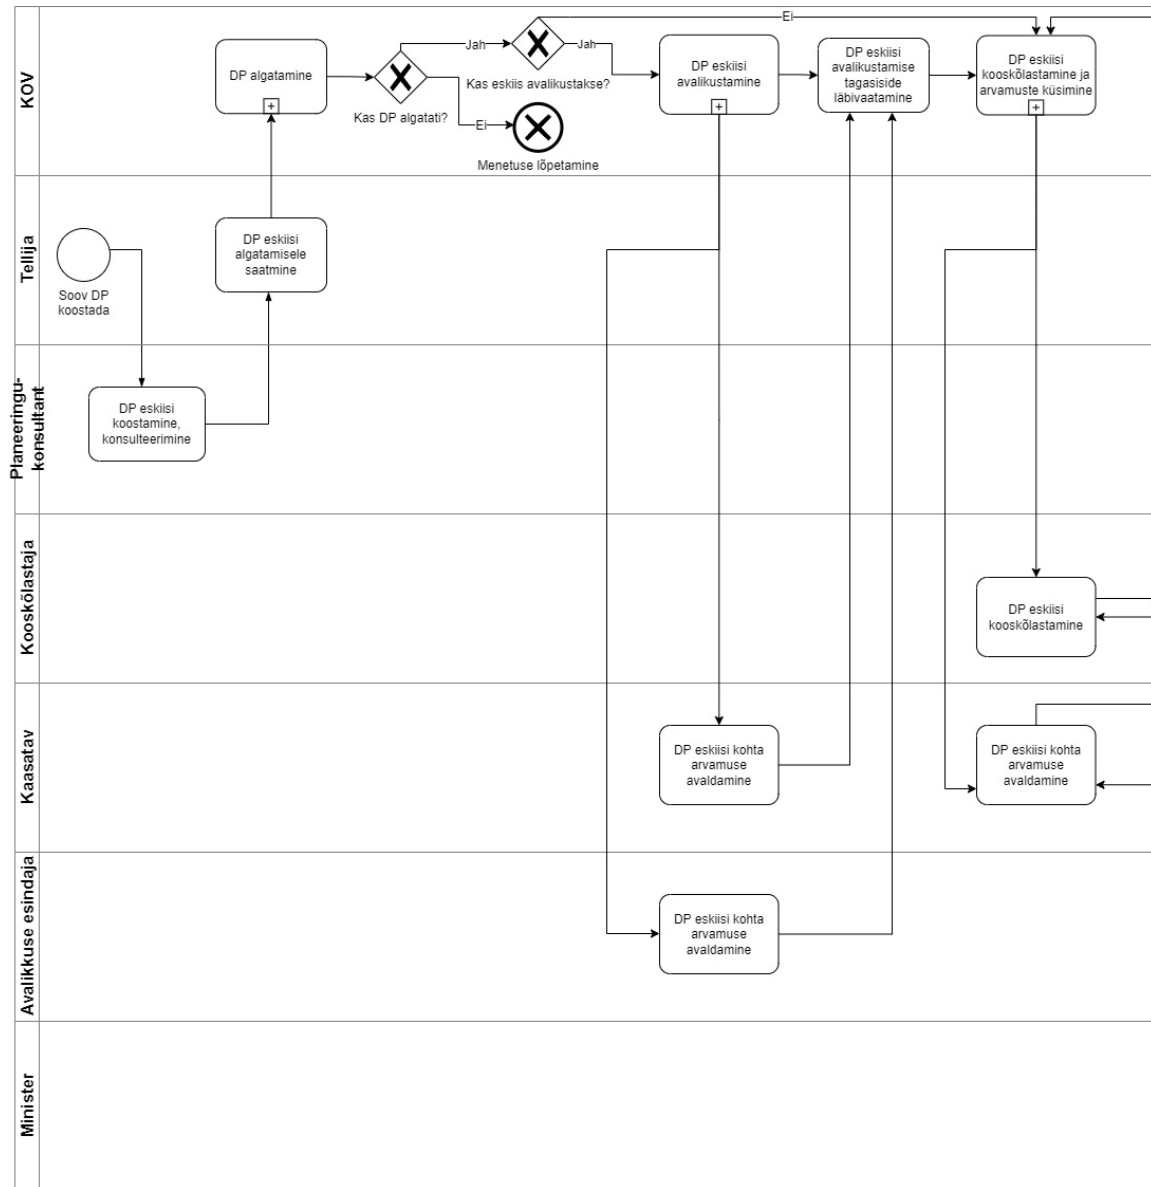 KOV
DP algatamine
Kas DP algatati?
Jah
Ei
Kas eskiis avalikustakse?
Jah
Ei
Menetuse lõpetamine
DP eskiisi
avalikustamine
DP eskiisi
avalikustamise
tagasiside
läbivaatamine
DP eskiisi
kooskõlastamine ja
arvamuste küsimine
Tellija
Soov DP
koostada
DP eskiisi
algatamisele
saatmine
Planeeringu-
konsultant
DP eskiisi
koostamine,
konsulteerimine
Kooskõlastaja
DP eskiisi
kooskõlastamine
Kaasatav
DP eskiisi kohta
arvamuse
avaldamine
DP eskiisi kohta
arvamuse
avaldamine
Avalikkuse esindaja
DP eskiisi kohta
arvamuse
avaldamine
Minister